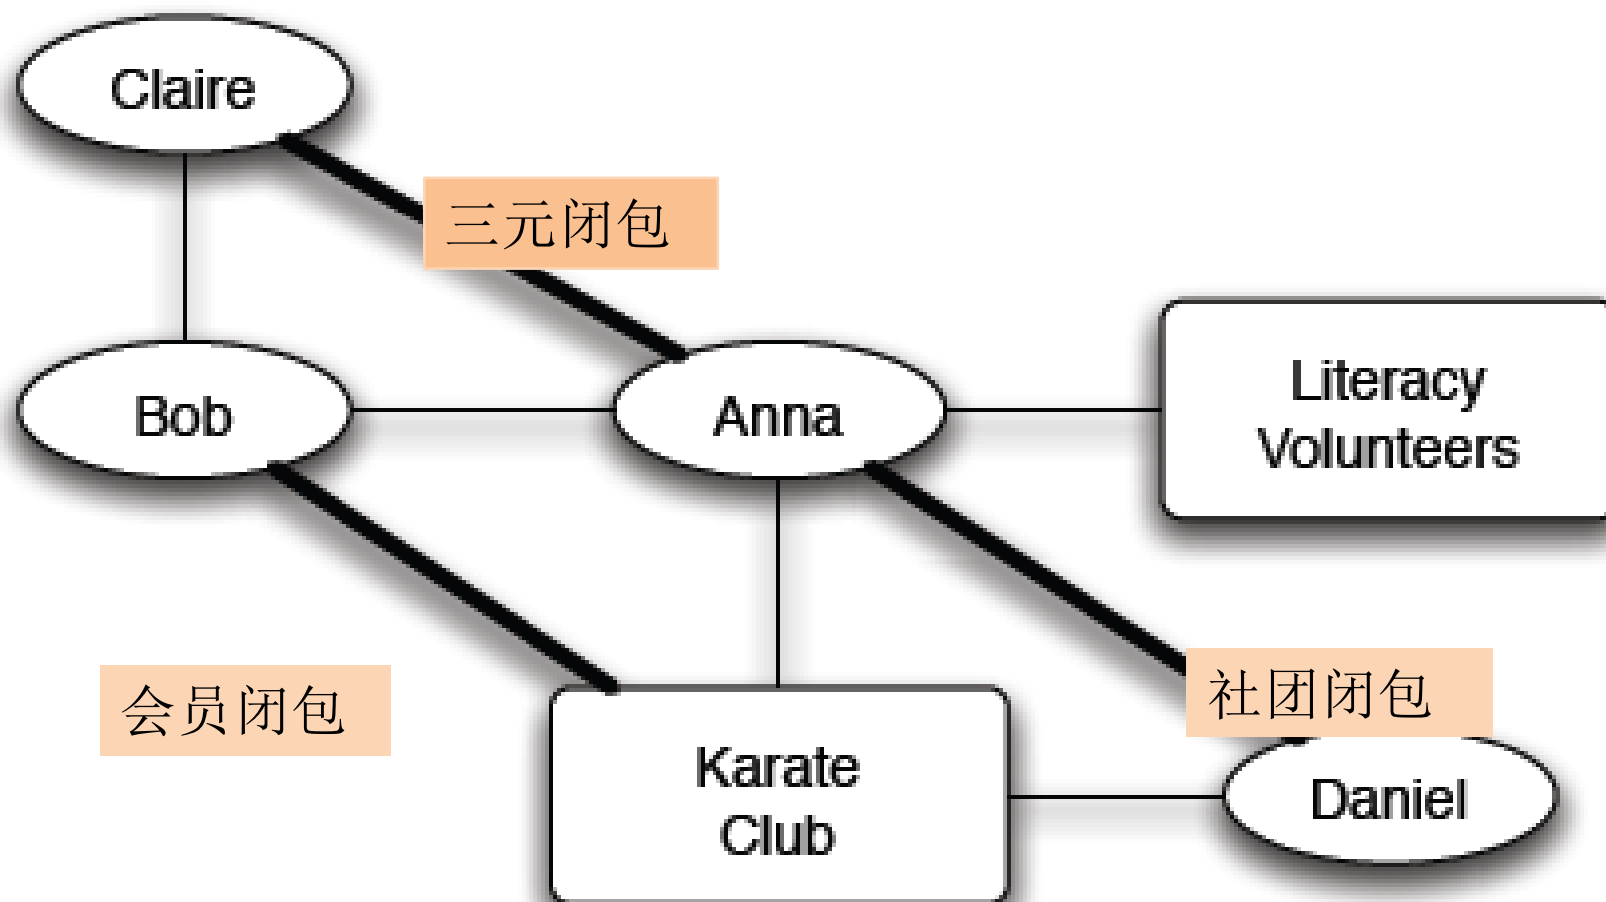 Claire
三元闭包
Bob
Anna
Literacy
Volunteers
会员闭包
社团闭包
Karate
Club
Daniel